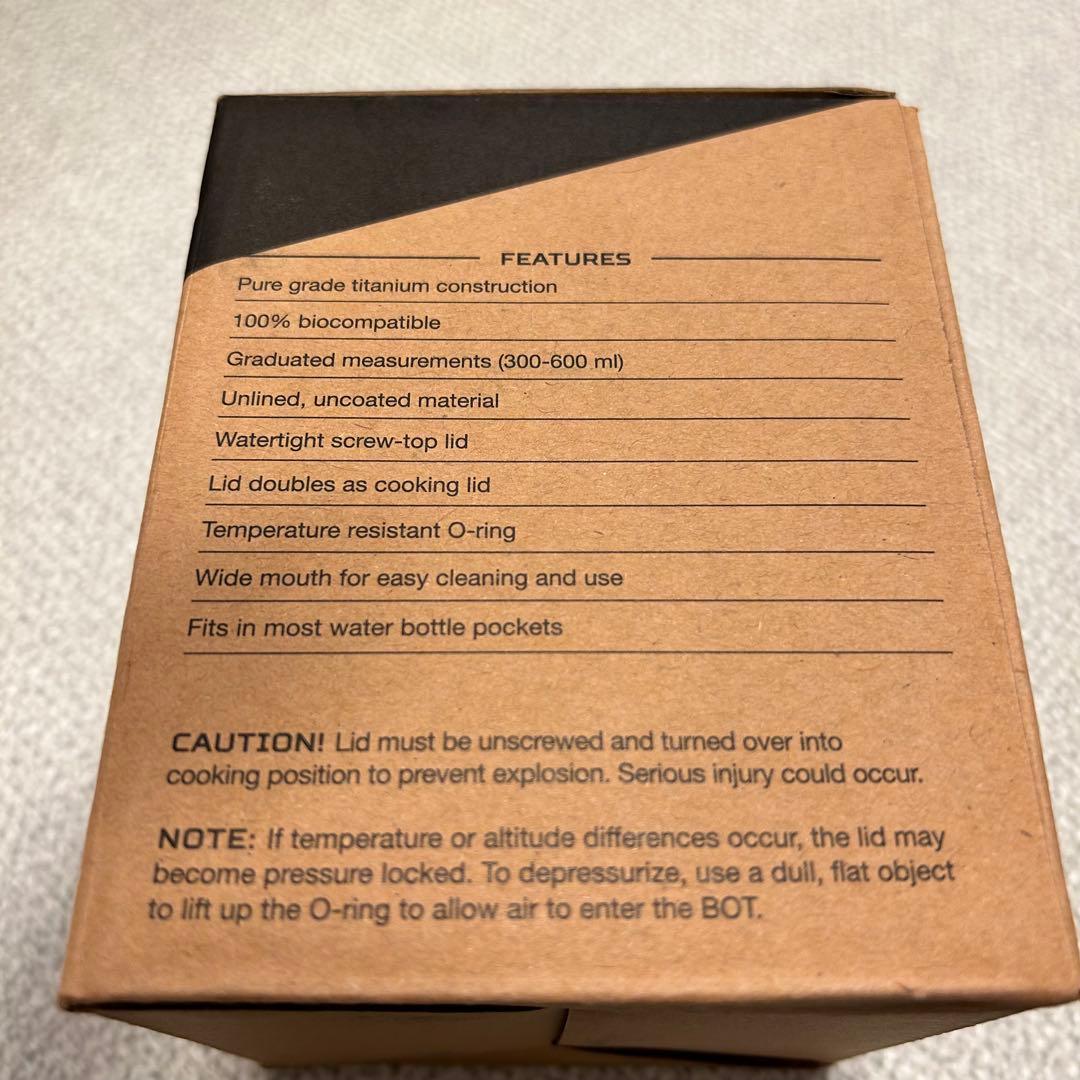 FEATURES
Pure grade titanium construction
100% biocompatible
Graduated measurements (300-600 ml)
Unlined, uncoated material
Watertight screw-top lid
Lid doubles as cooking lid
Temperature resistant O-ring
Wide mouth for easy cleaning and use
Fits in most water bottle pockets
CAUTION! Lid must be unscrewed and turned over into
cooking position to prevent explosion. Serious injury could occur.
NOTE: If temperature or altitude differences occur, the lid may
become pressure locked. To depressurize, use a dull, flat object
to lift up the O-ring to allow air to enter the BOT.